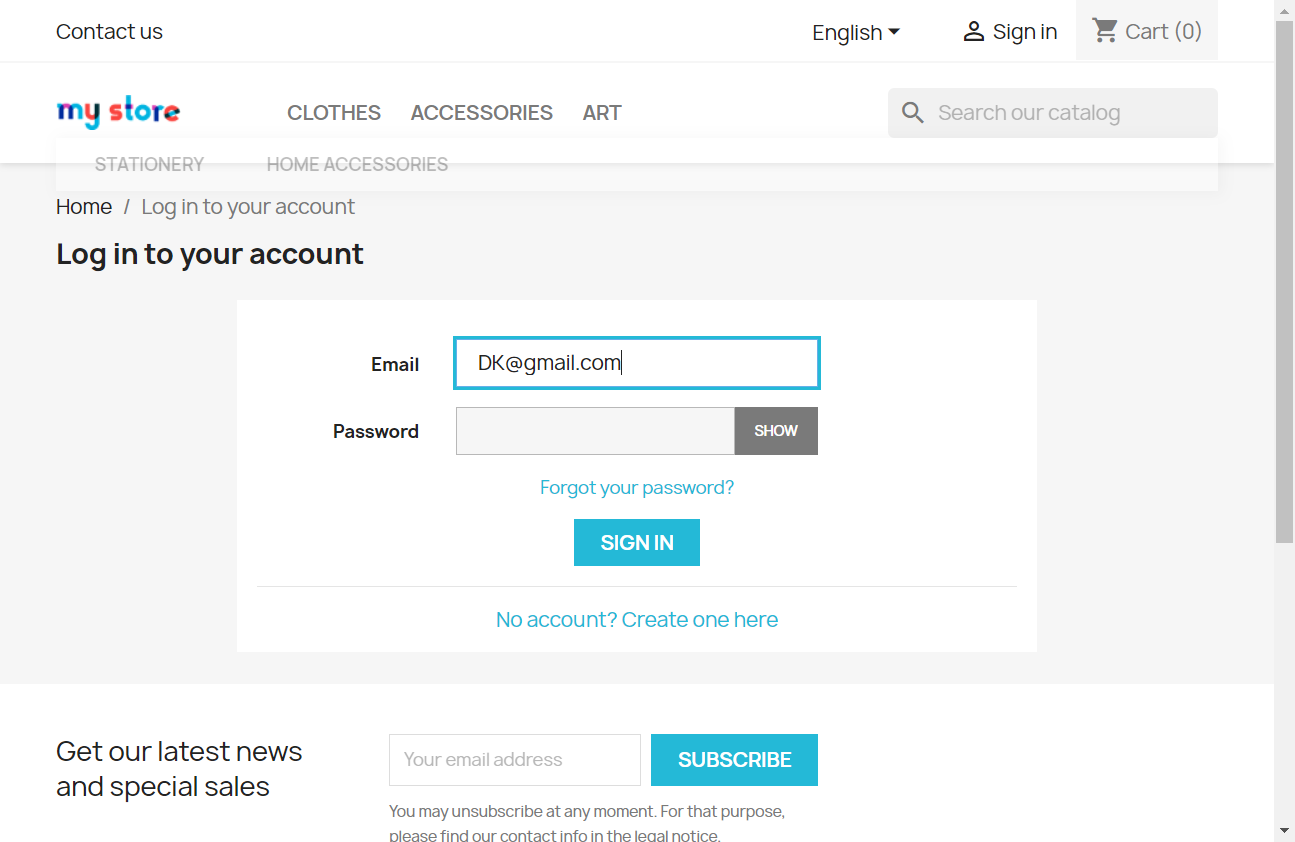 Contact us
English
Sign in
Cart (0)
my store
CLOTHES
ACCESSORIES
ART
Search our catalog
STATIONERY
HOME ACCESSORIES
Home / Log in to your account
Log in to your account
Email
DK@gmail.com
Password
SHOW
Forgot your password?
SIGN IN
No account? Create one here
Get our latest news
and special sales
Your email address
SUBSCRIBE
You may unsubscribe at any moment. For that purpose,
please find our contact info in the legal notice.